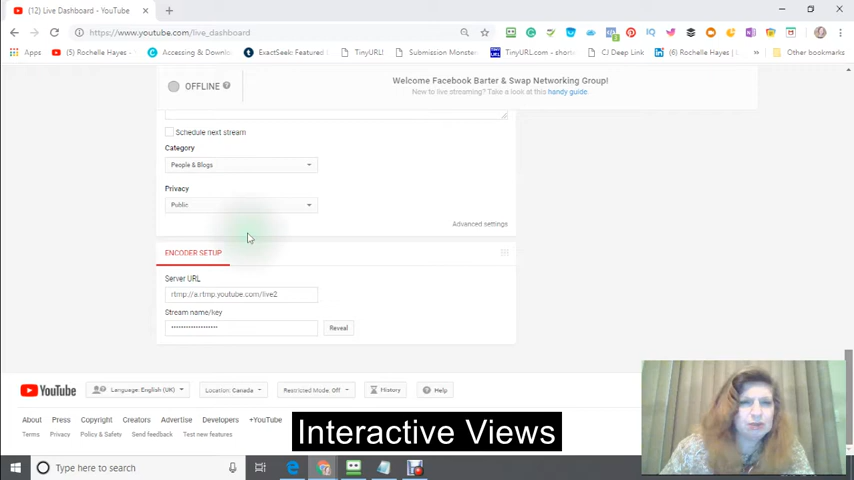 (12) Live Dashboard - YouTube
https://www.youtube.com/live_dashboard
Apps
(5) Rochelle Hayes -
Accessing & Downlo
ExactSeek: Featured
TinyURL!
Submission Monste
TinyURL.com - short
CJ Deep Link
(6) Rochelle Hayes
Other bookmarks
OFFLINE
Welcome Facebook Barter & Swap Networking Group!
New to live streaming? Take a look at this handy guide.
Schedule next stream
Category
People & Blogs
Privacy
Public
Advanced settings
ENCODER SETUP
Server URL
rtmp://a.rtmp.youtube.com/live2
Stream name/key
••••••••••••••••••••
Reveal
YouTube
Language: English (UK)
Location: Canada
Restricted Mode: Off
History
Help
About Press Copyright Creators Advertise Developers +YouTube
Terms Privacy Policy & Safety Send feedback Test new features
Interactive Views
Type here to search